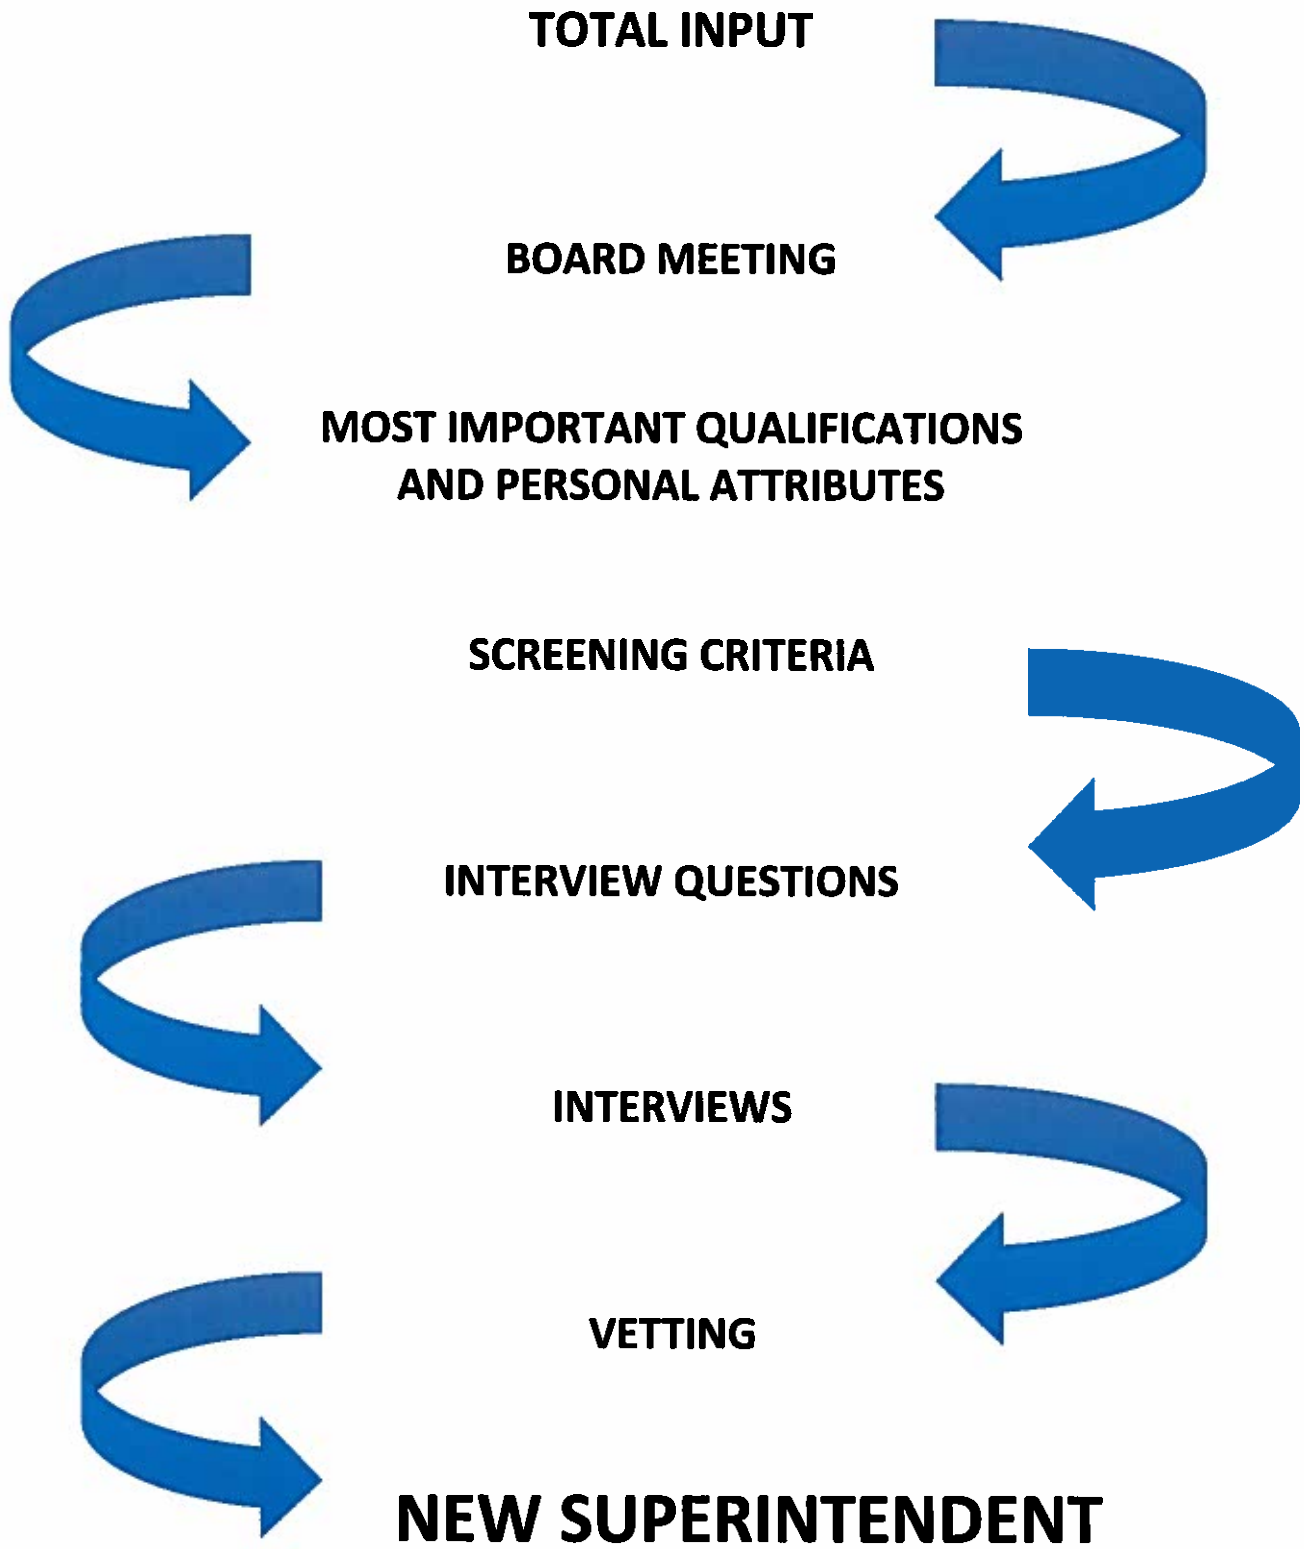 TOTAL INPUT
BOARD MEETING
MOST IMPORTANT QUALIFICATIONS
AND PERSONAL ATTRIBUTES
SCREENING CRITERIA
INTERVIEW QUESTIONS
INTERVIEWS
VETTING
NEW SUPERINTENDENT